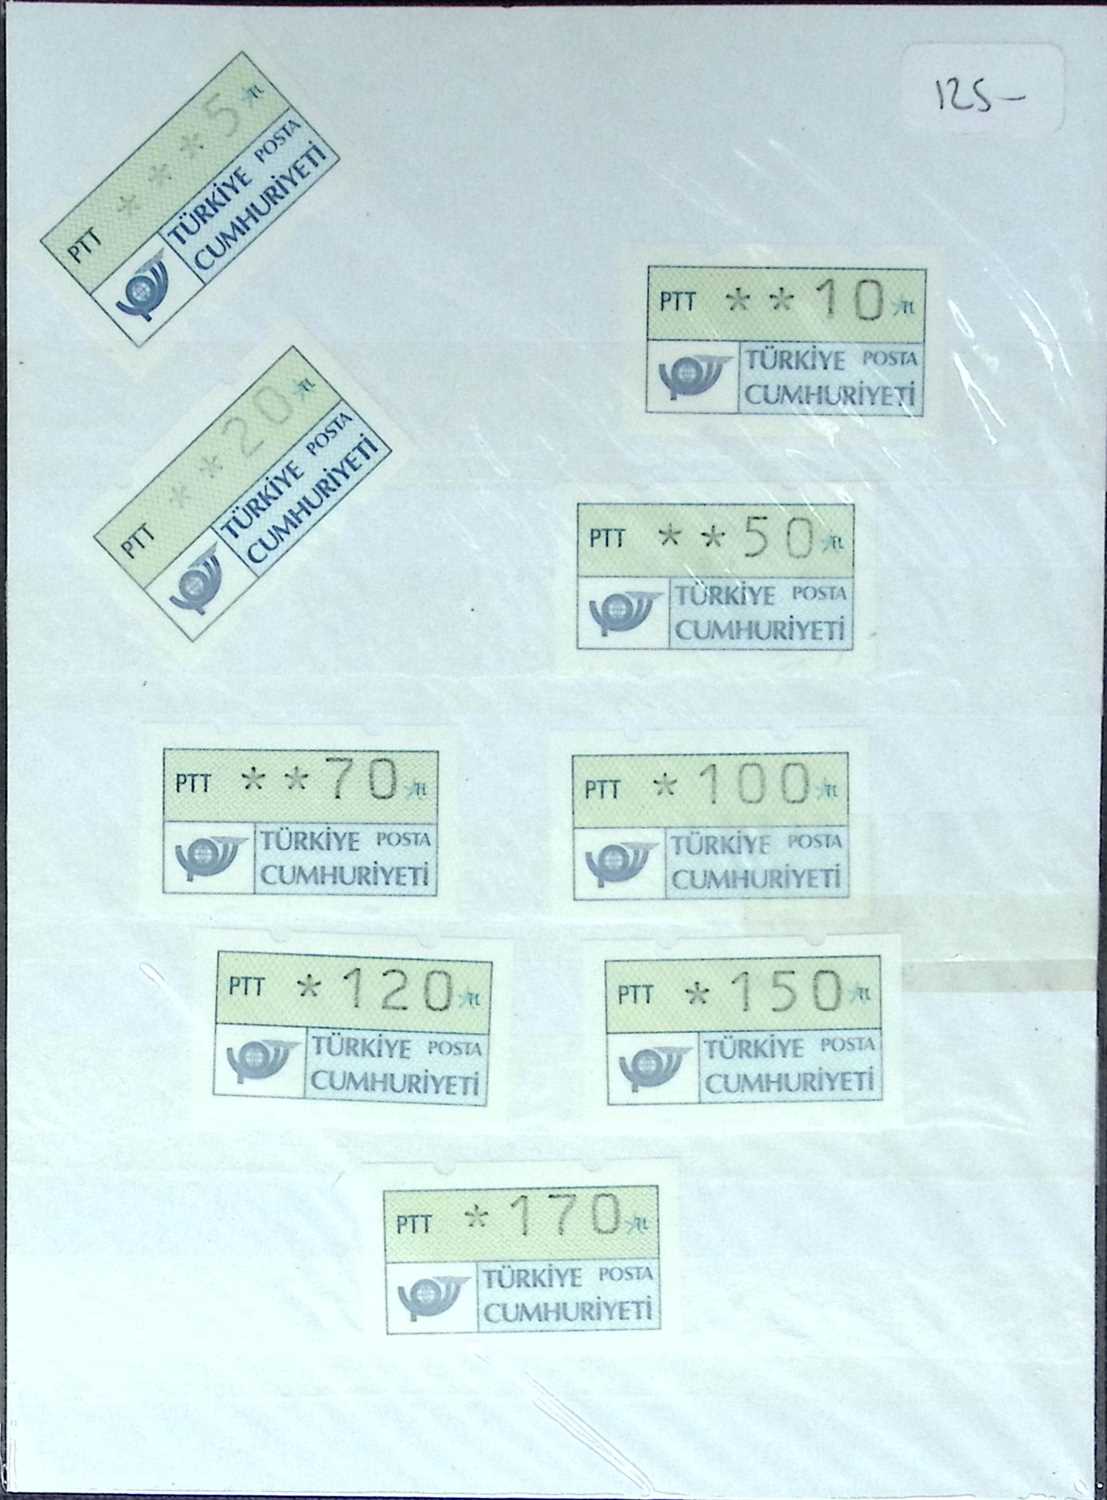 125-
PTT ***5 TL
TÜRKİYE POSTA
CUMHURİYETİ
PTT **10 TL
TÜRKİYE POSTA
CUMHURİYETİ
PTT **20 TL
TÜRKİYE POSTA
CUMHURİYETİ
PTT **50 TL
TÜRKİYE POSTA
CUMHURİYETİ
PTT **70 TL
TÜRKİYE POSTA
CUMHURİYETİ
PTT *100 TL
TÜRKİYE POSTA
CUMHURİYETİ
PTT *120 TL
TÜRKİYE POSTA
CUMHURİYETİ
PTT *150 TL
TÜRKİYE POSTA
CUMHURİYETİ
PTT *170 TL
TÜRKİYE POSTA
CUMHURİYETİ